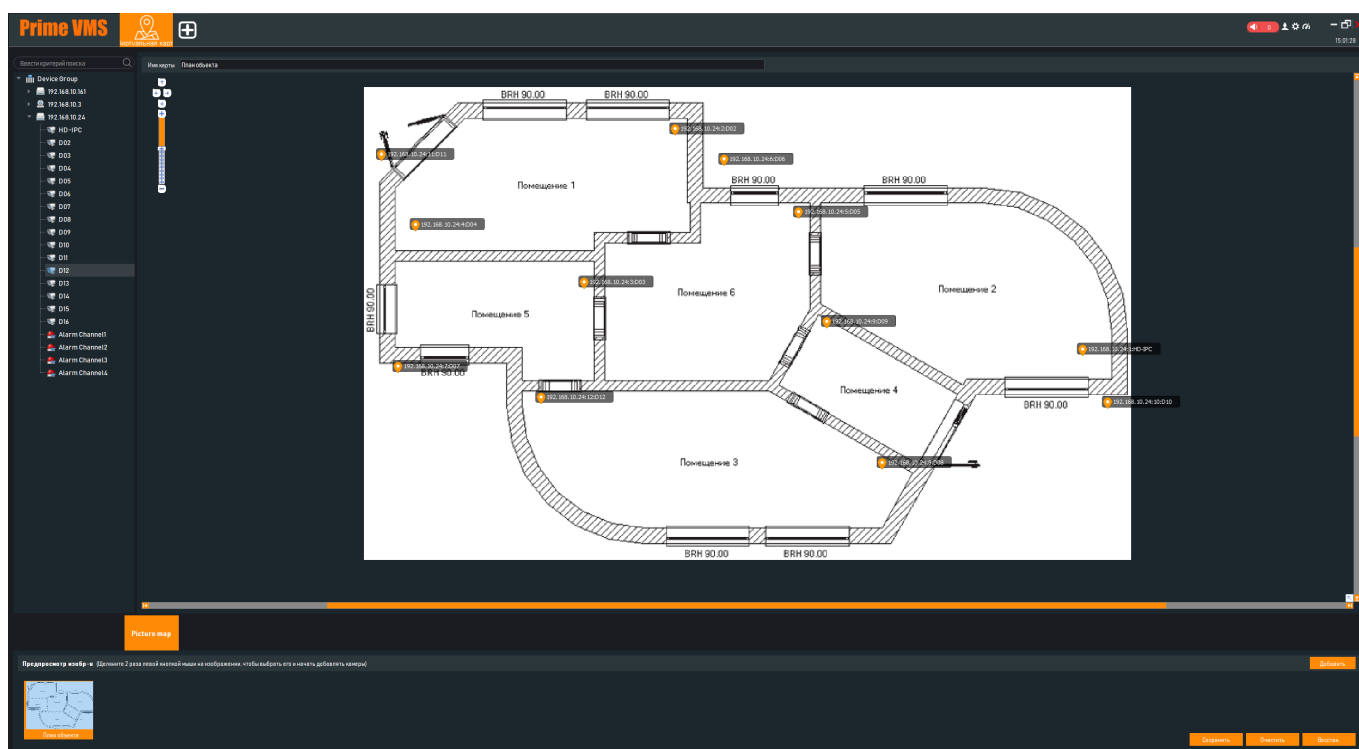 Prime VMS
Виртуальная карт
0
15:01:28
Ввести критерий поиска
Имя карты
План объекта
Device Group
192.168.10.161
192.168.10.3
192.168.10.24
HD-IPC
D02
D03
D04
D05
D06
D07
D08
D09
D10
D11
D12
D13
D14
D15
D16
Alarm Channel1
Alarm Channel2
Alarm Channel3
Alarm Channel4
BRH 90.00
BRH 90.00
192.168.10.24:2:D02
192.168.10.24:11:D11
192.168.10.24:6:D06
BRH 90.00
BRH 90.00
Помещение 1
192.168.10.24:5:D05
192.168.10.24:4:D04
192.168.10.24:3:D03
Помещение 6
Помещение 2
BRH 90.00
Помещение 5
192.168.10.24:9:D09
192.168.10.24:1:HD-IPC
192.168.10.24:7:D07
BRH 90.00
Помещение 4
192.168.10.24:12:D12
192.168.10.24:10:D10
BRH 90.00
Помещение 3
192.168.10.24:8:D08
BRH 90.00
BRH 90.00
Picture map
Предпросмотр изобр-я (Щелкните 2 раза левой кнопкой мыши на изображении, чтобы выбрать его и начать добавлять камеры)
Добавить
План объекта
Сохранить
Очистить
Восстан.